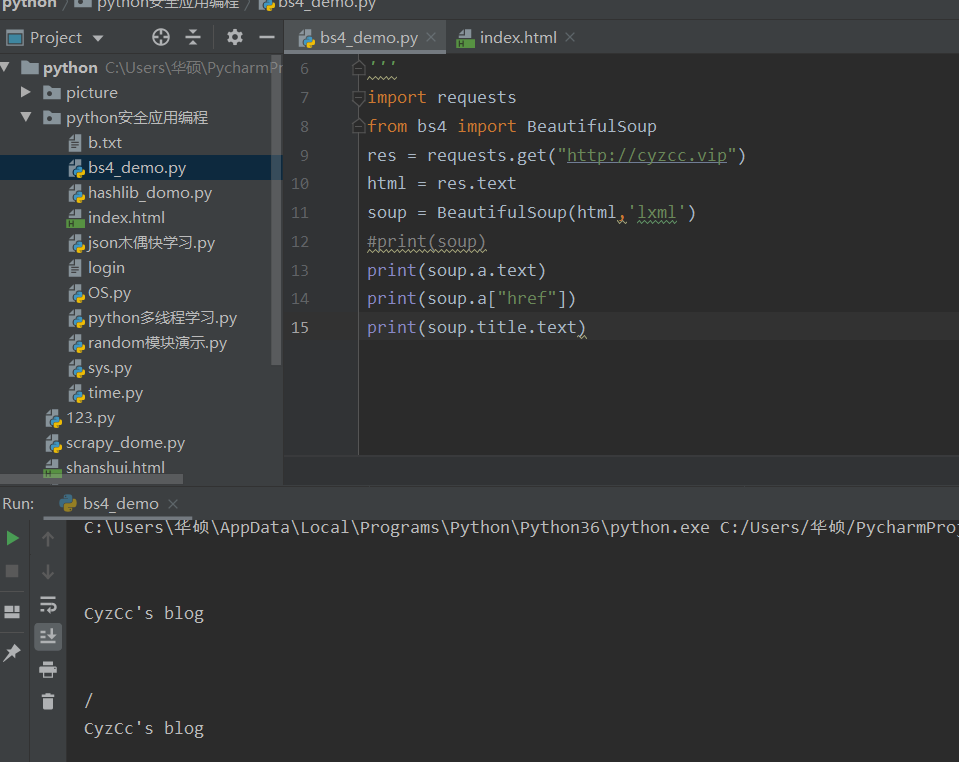 python / python安全应用编程 / bs4_demo.py
Project
bs4_demo.py
index.html
python C:\Users\华硕\PycharmPr
picture
python安全应用编程
b.txt
bs4_demo.py
hashlib_domo.py
index.html
json木偶快学习.py
login
OS.py
python多线程学习.py
random模块演示.py
sys.py
time.py
123.py
scrapy_dome.py
shanshui.html
6 '''
7 import requests
8 from bs4 import BeautifulSoup
9 res = requests.get("http://cyzcc.vip")
10 html = res.text
11 soup = BeautifulSoup(html,'lxml')
12 #print(soup)
13 print(soup.a.text)
14 print(soup.a["href"])
15 print(soup.title.text)
Run: bs4_demo
C:\Users\华硕\AppData\Local\Programs\Python\Python36\python.exe C:/Users/华硕/PycharmProj
CyzCc's blog
/
CyzCc's blog